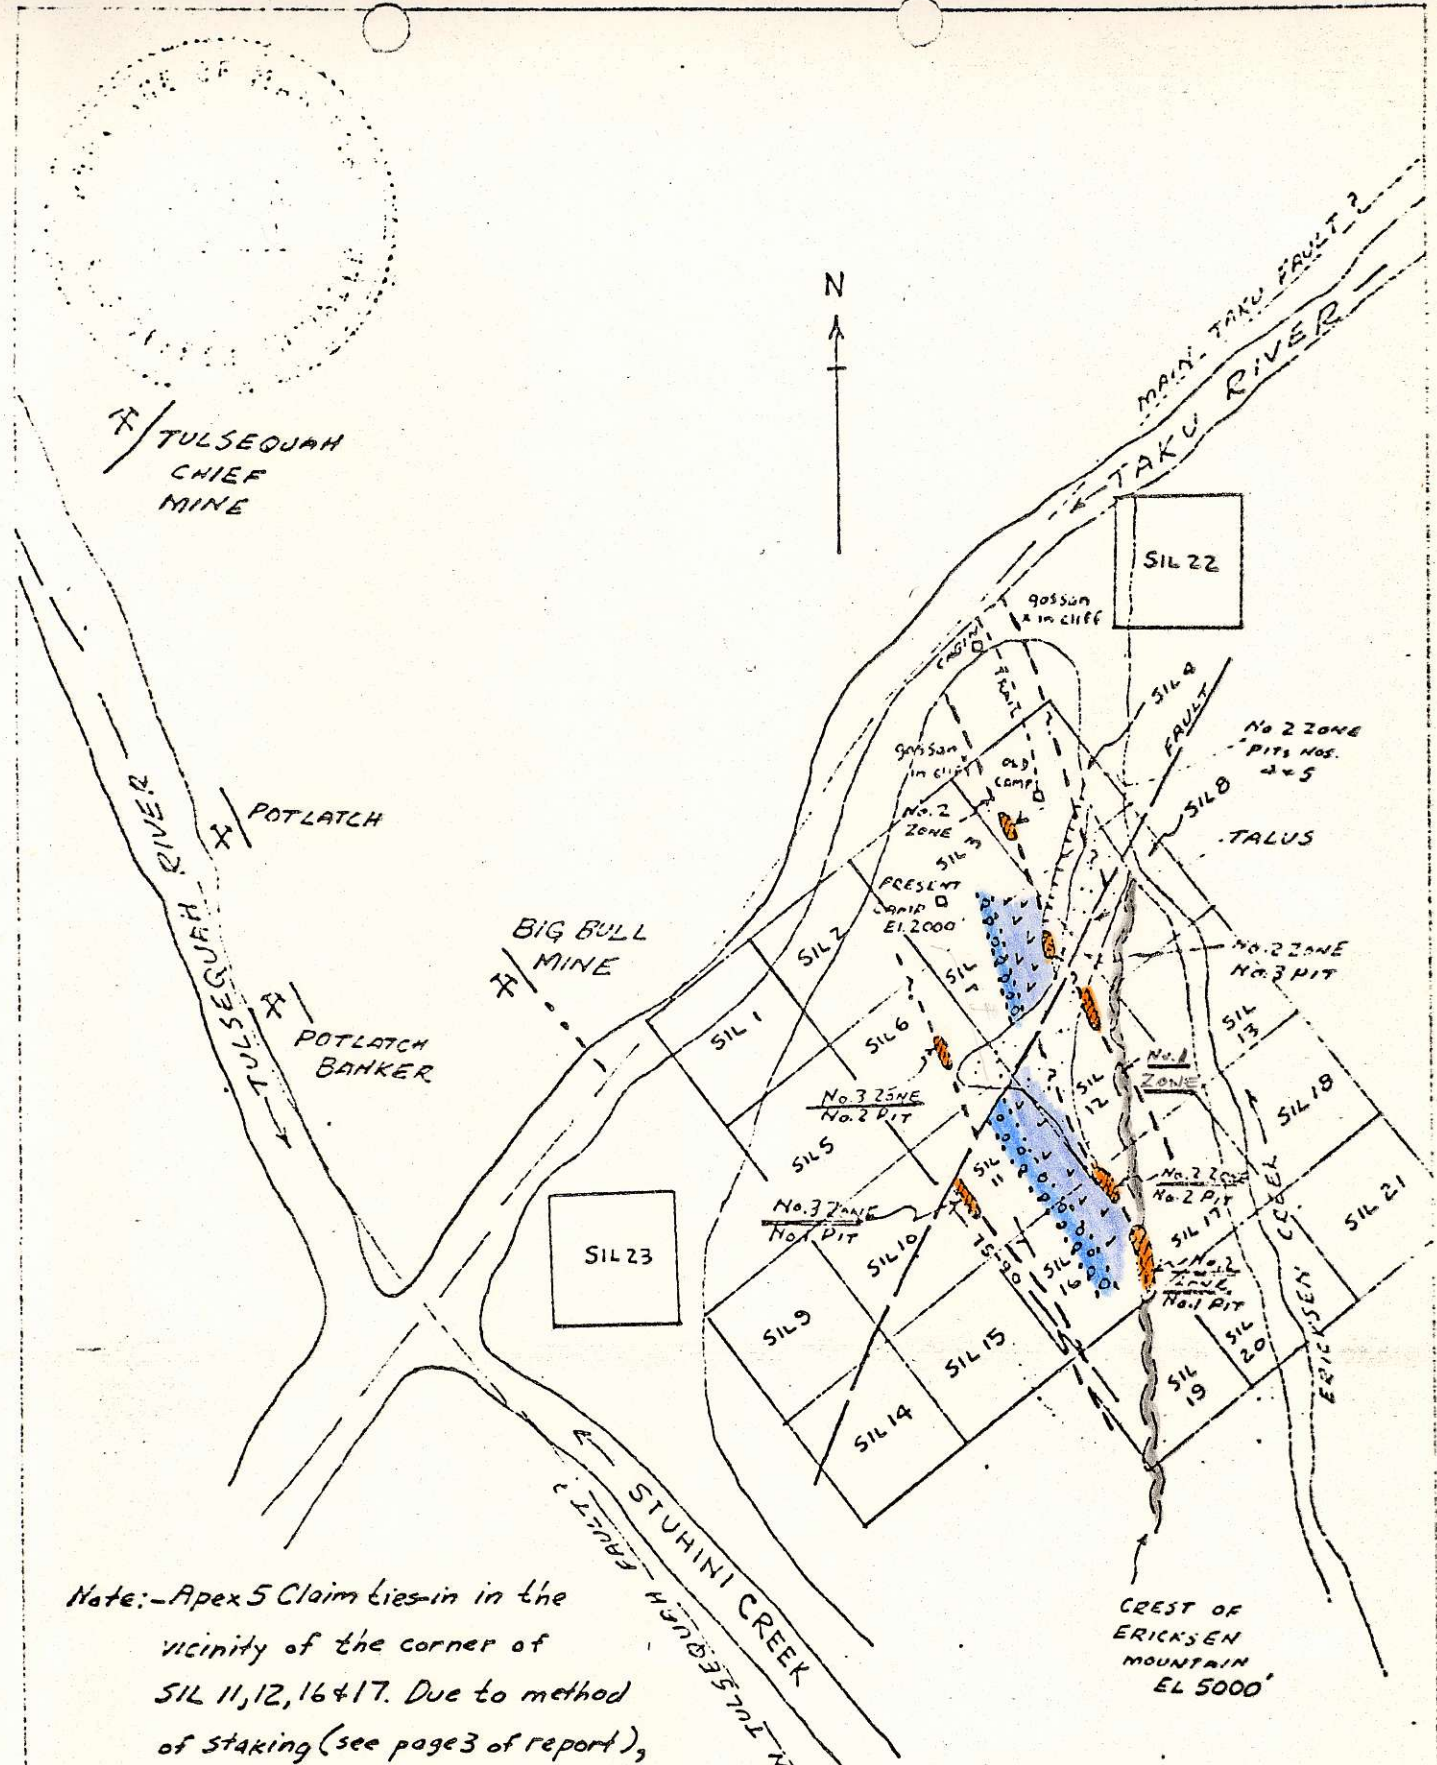 N
MAIN TAKU FAULT ?
TAKU RIVER
TULSEQUAH
CHIEF
MINE
SIL 22
gossan
x in cliff
CABIN
TRAIL
SIL 4
FAULT
No 2 ZONE
PITS NOS.
4 & 5
SIL 8
TALUS
gossan
in cliff
OLD
CAMP
No. 2
ZONE
SIL 3
PRESENT
CAMP
El. 2000'
POTLATCH
TULSEQUAH RIVER
BIG BULL
MINE
SIL 2
SIL 7
No. 2 ZONE
No. 3 PIT
SIL 1
SIL 6
SIL
13
POTLATCH
BANKER
No. 1
ZONE
SIL
12
SIL 18
No. 3 ZONE
No. 2 PIT
SIL 5
SIL
11
No. 2 ZONE
No. 2 PIT
SIL 21
No. 3 ZONE
No. 1 PIT
SIL 17
SIL 23
SIL 10
75-90
SIL
16
No. 2
ZONE
No. 1 PIT
SIL 9
SIL 15
SIL
20
ERICKSEN CREEK
SIL
19
SIL 14
STUHINI CREEK
TULSEQUEH FAULT ?
CREST OF
ERICKSEN
MOUNTAIN
EL 5000'
Note:- Apex 5 Claim ties-in in the
vicinity of the corner of
SIL 11, 12, 16 & 17. Due to method
of staking (see page 3 of report),